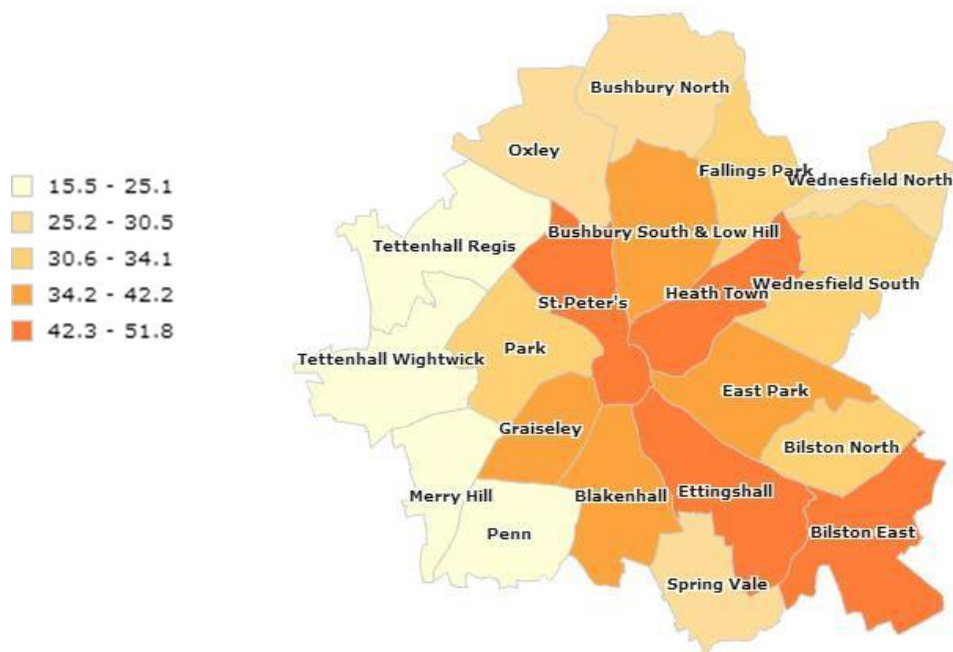 15.5 - 25.1
25.2 - 30.5
30.6 - 34.1
34.2 - 42.2
42.3 - 51.8
Bushbury North
Oxley
Fallings Park
Wednesfield North
Bushbury South & Low Hill
Tettenhall Regis
Wednesfield South
Heath Town
St.Peter's
Park
Tettenhall Wightwick
East Park
Graiseley
Bilston North
Merry Hill
Blakenhall
Ettingshall
Penn
Bilston East
Spring Vale